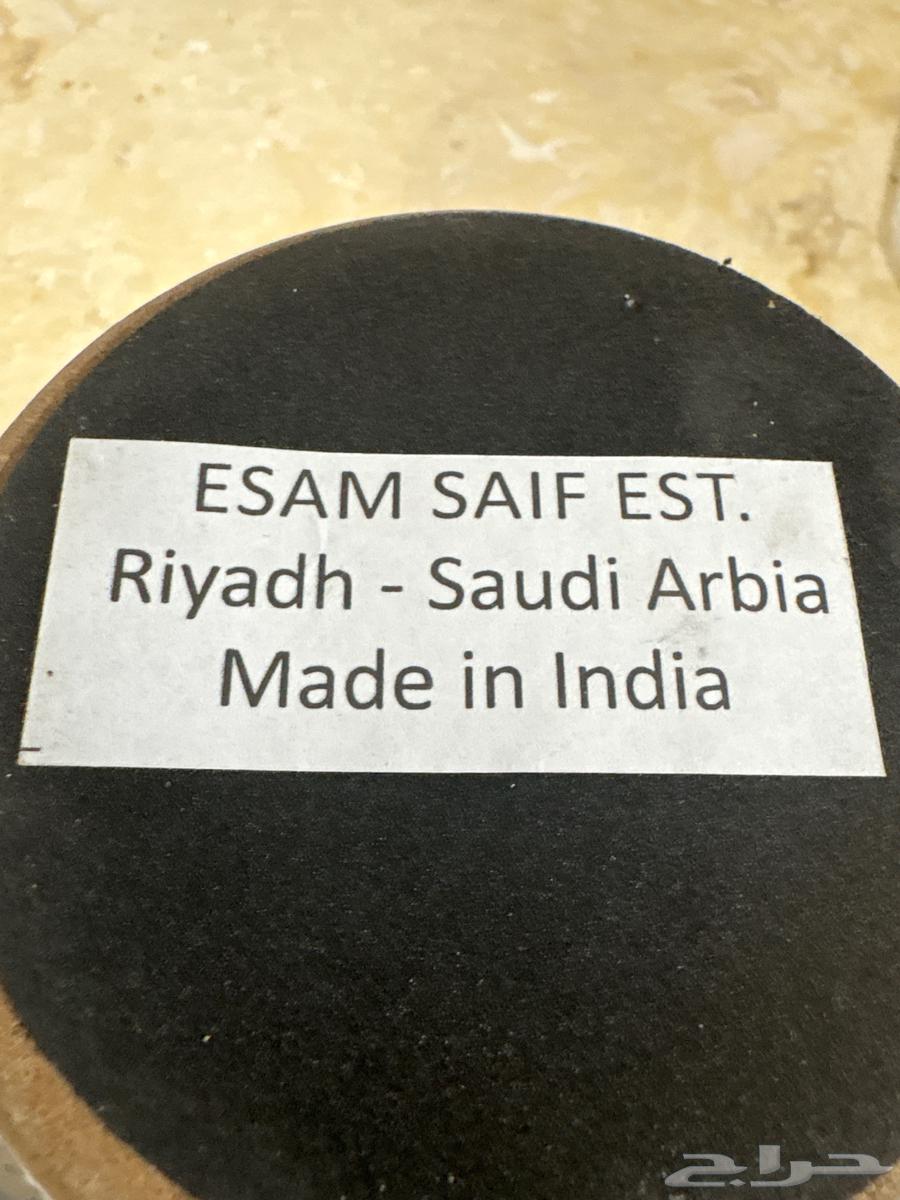 ESAM SAIF EST.
Riyadh - Saudi Arbia
Made in India
حراج